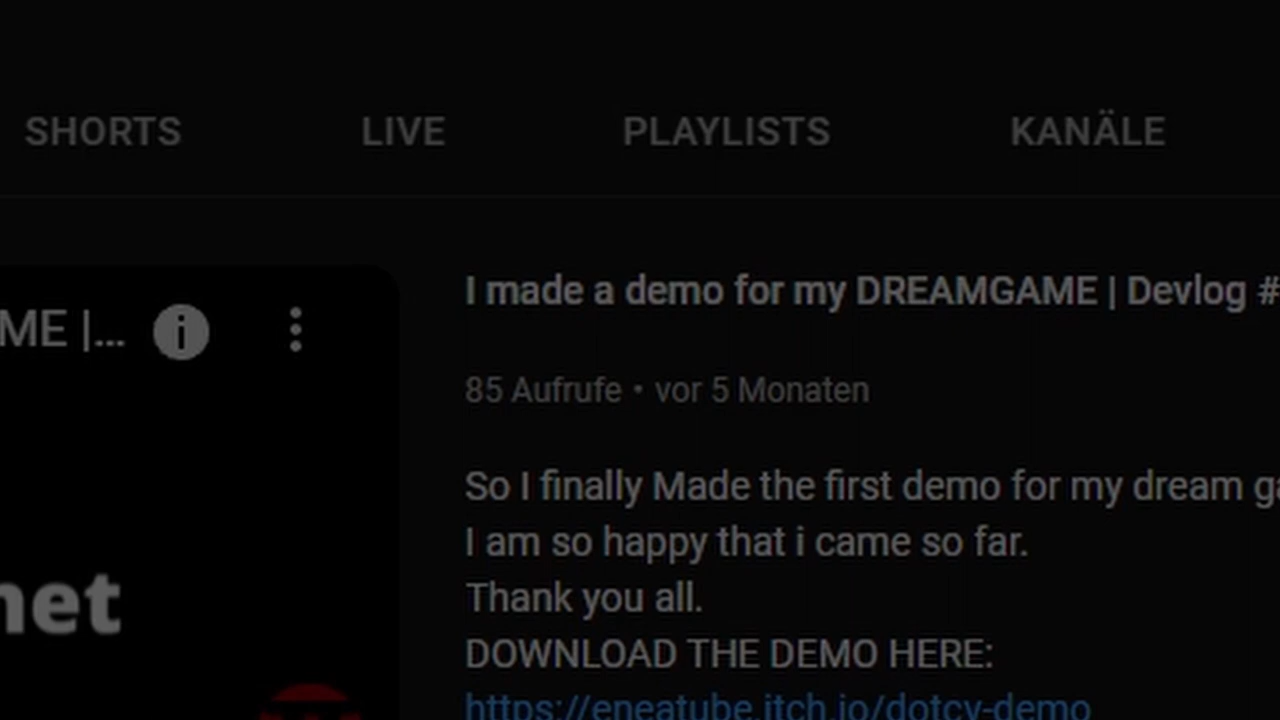 SHORTS LIVE PLAYLISTS KANÄLE
I made a demo for my DREAMGAME | Devlog #
ME |...
85 Aufrufe • vor 5 Monaten
So I finally Made the first demo for my dream ga
I am so happy that i came so far.
net
Thank you all.
DOWNLOAD THE DEMO HERE:
https://eneatube.itch.io/dotcy-demo